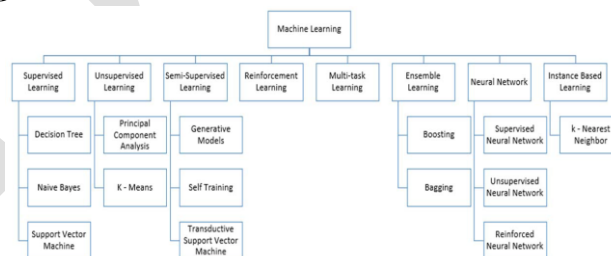 Machine Learning
Supervised
Learning
Unsupervised
Learning
Semi-Supervised
Learning
Reinforcement
Learning
Multi-task
Learning
Ensemble
Learning
Neural Network
Instance Based
Learning
Decision Tree
Principal
Component
Analysis
Generative
Models
Boosting
Supervised
Neural Network
k - Nearest
Neighbor
Naive Bayes
K - Means
Self Training
Bagging
Unsupervised
Neural Network
Support Vector
Machine
Transductive
Support Vector
Machine
Reinforced
Neural Network